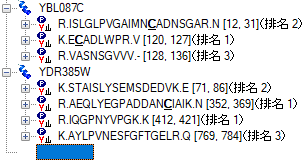 YBL087C
R.ISLGLPVGAIMNCADNSGAR.N [12, 31](排名 2)
K.ECADLWPR.V [120, 127](排名 1)
R.VASNSGVVV.- [128, 136](排名 3)
YDR385W
K.STAISLYSEMSDEDVK.E [71, 86](排名 2)
R.AEQLYEGPADDANCIAIK.N [352, 369](排名 1)
R.IQGPNYVPGK.K [412, 421](排名 1)
K.AYLPVNESFGFTGELR.Q [769, 784](排名 3)